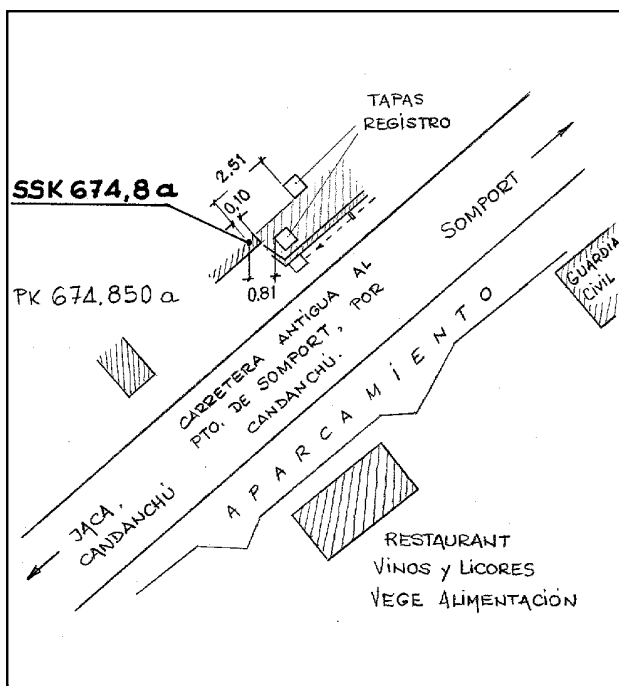 TAPAS
REGISTRO
2.51
0.10
SSK 674,8 a
0.81
PK 674.850 a
SOMPORT
GUARDIA
CIVIL
CARRETERA ANTIGUA AL
PTO. DE SOMPORT, POR
CANDANCHÚ.
APARCAMIENTO
JACA,
CANDANCHÚ
RESTAURANT
VINOS y LICORES
VEGE ALIMENTACIÓN